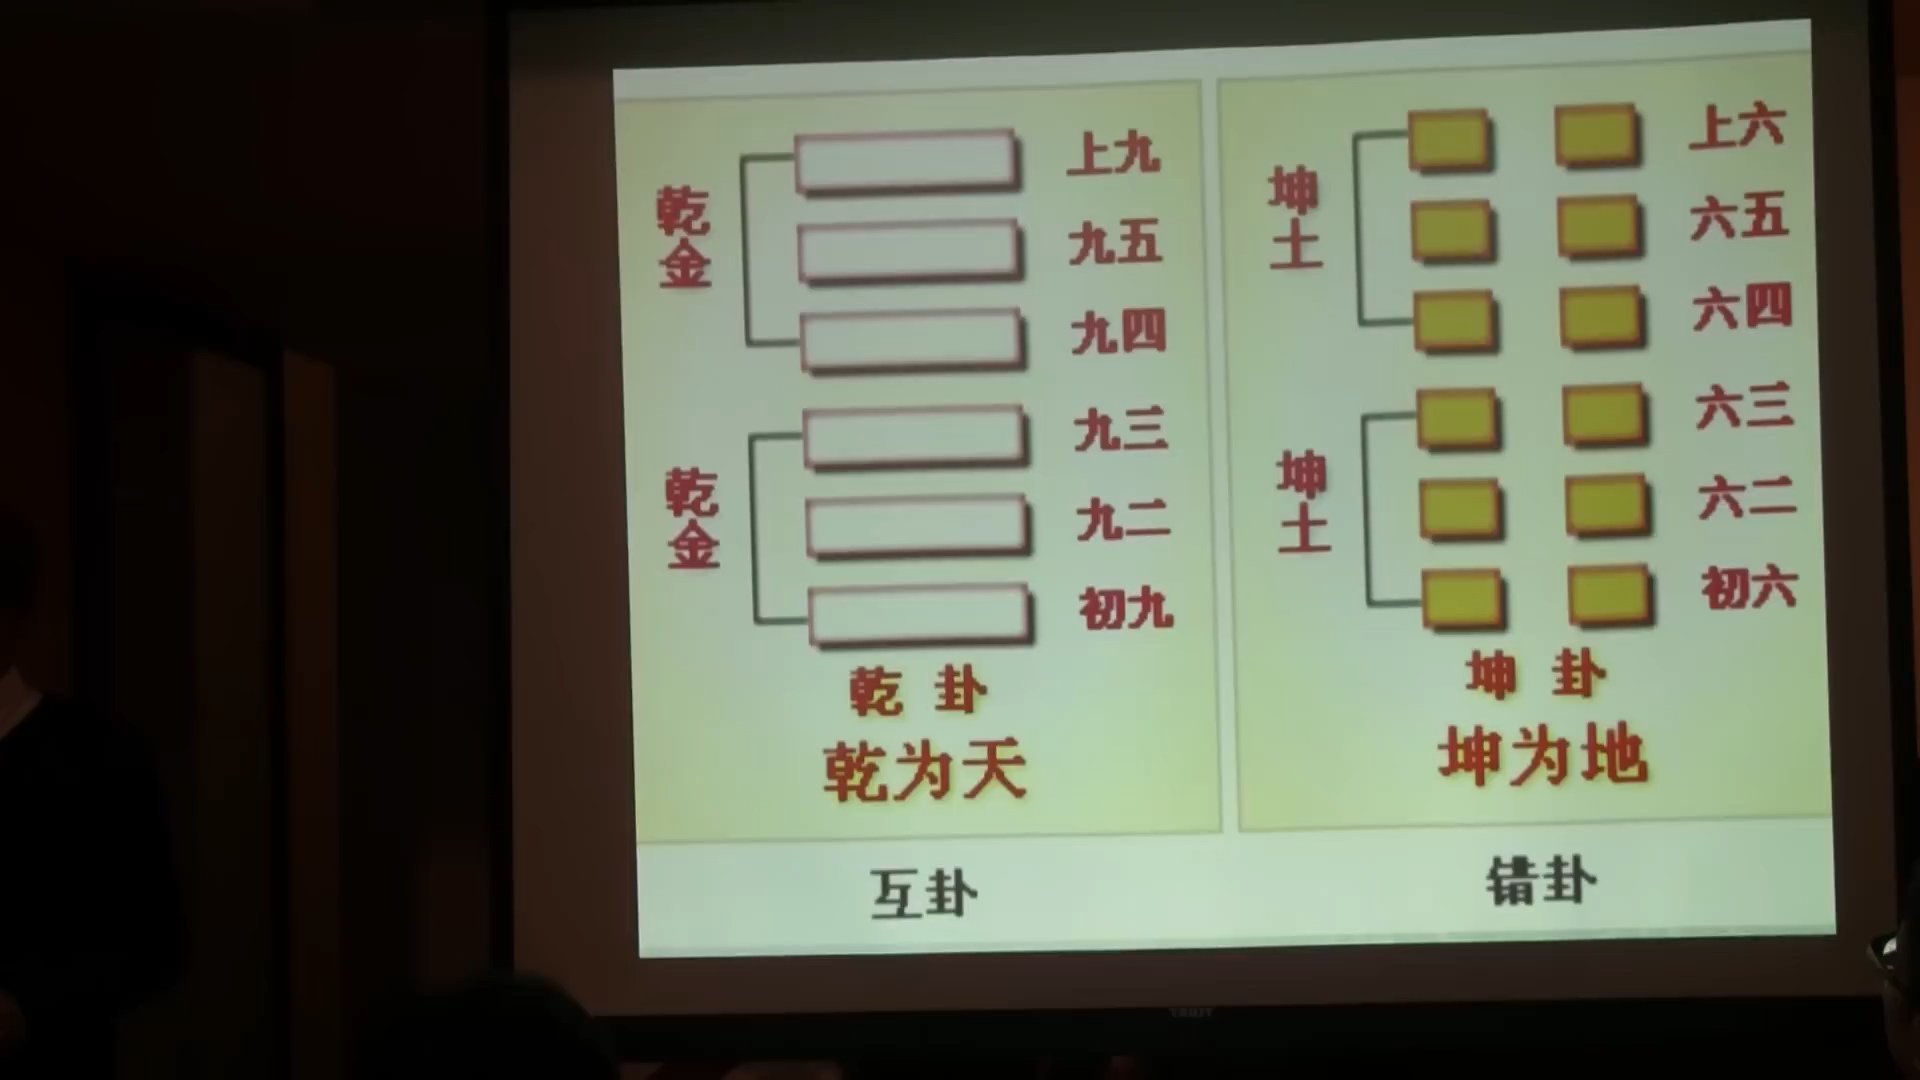 乾金
上九
九五
九四
乾金
九三
九二
初九
乾卦
乾为天
互卦
坤土
上六
六五
六四
坤土
六三
六二
初六
坤卦
坤为地
错卦